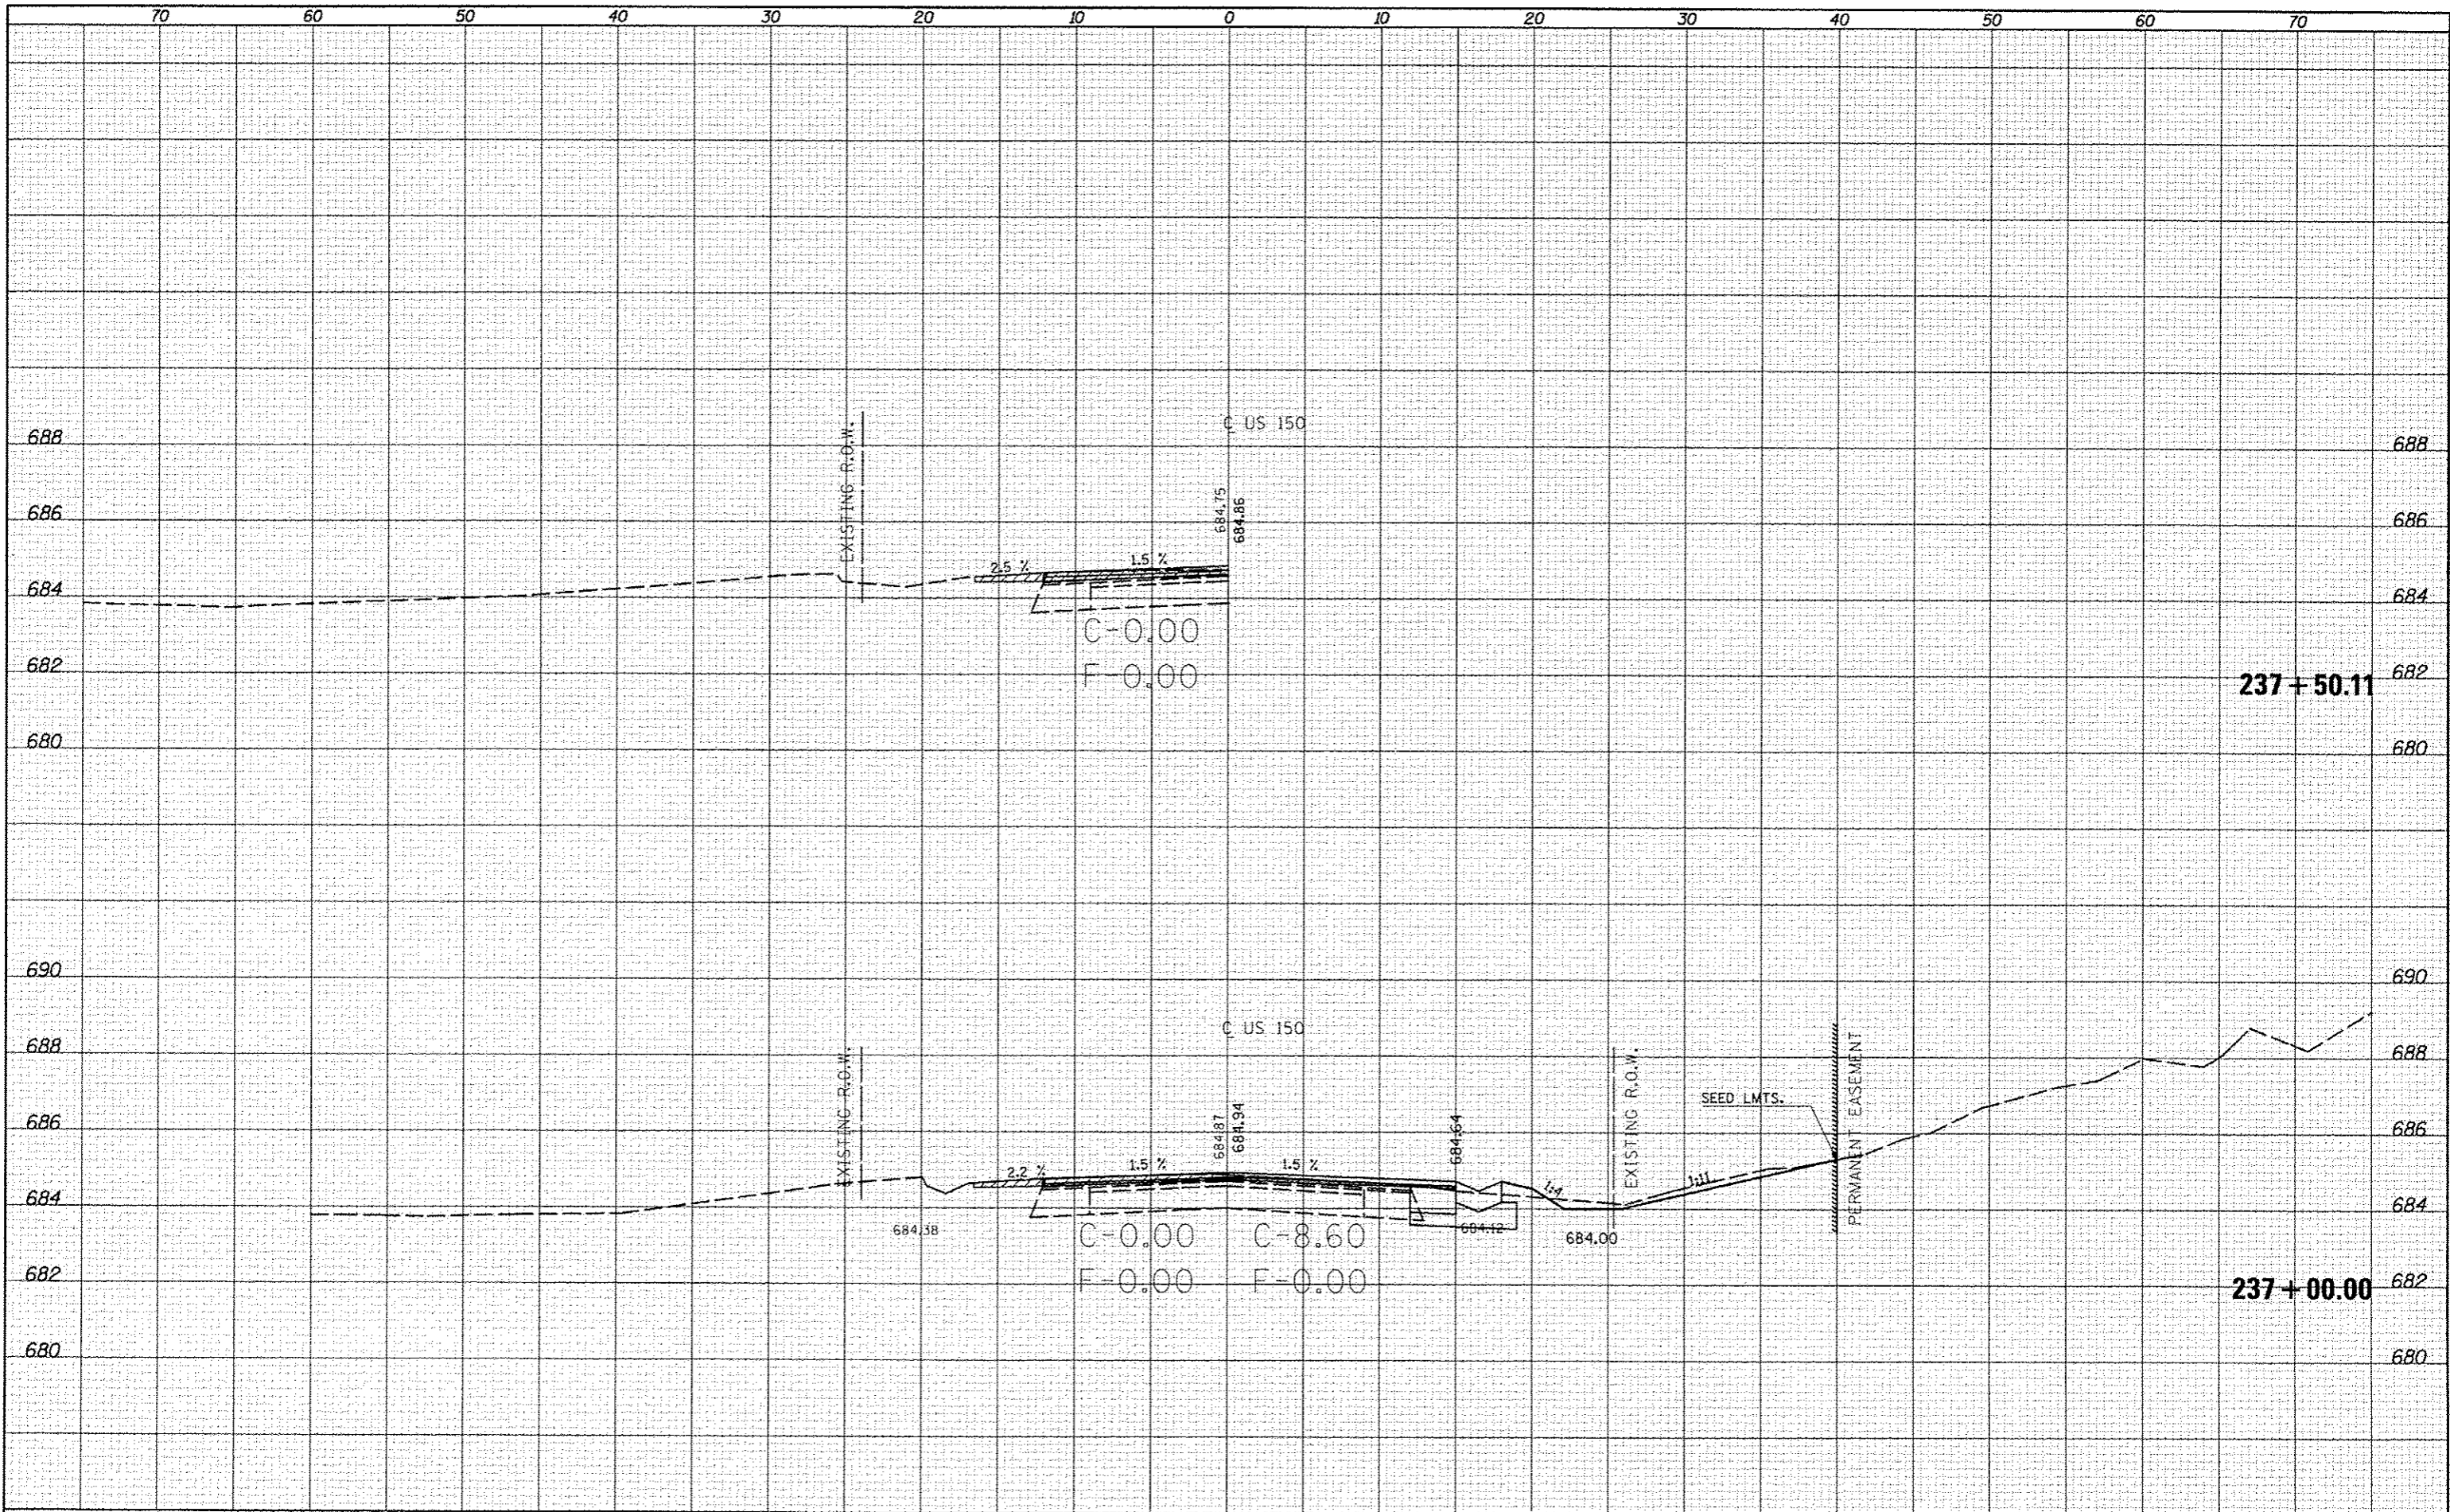 70 60 50 40 30 20 10 0 10 20 30 40 50 60 70
℄ US 150
688 688
EXISTING R.O.W.
684.75
684.86
686 686
2.5 %
1.5 %
684 684
C-0.00
F-0.00
682 682
237 + 50.11
680 680
690 690
℄ US 150
688 688
EXISTING R.O.W.
684.87
684.94
684.64
EXISTING R.O.W.
SEED LMTS.
PERMANENT EASEMENT
686 686
2.2 %
1.5 %
1.5 %
1:4
1:11
684 684
684.38
684.12
684.00
C-0.00 C-8.60
F-0.00 F-0.00
682 682
237 + 00.00
680 680